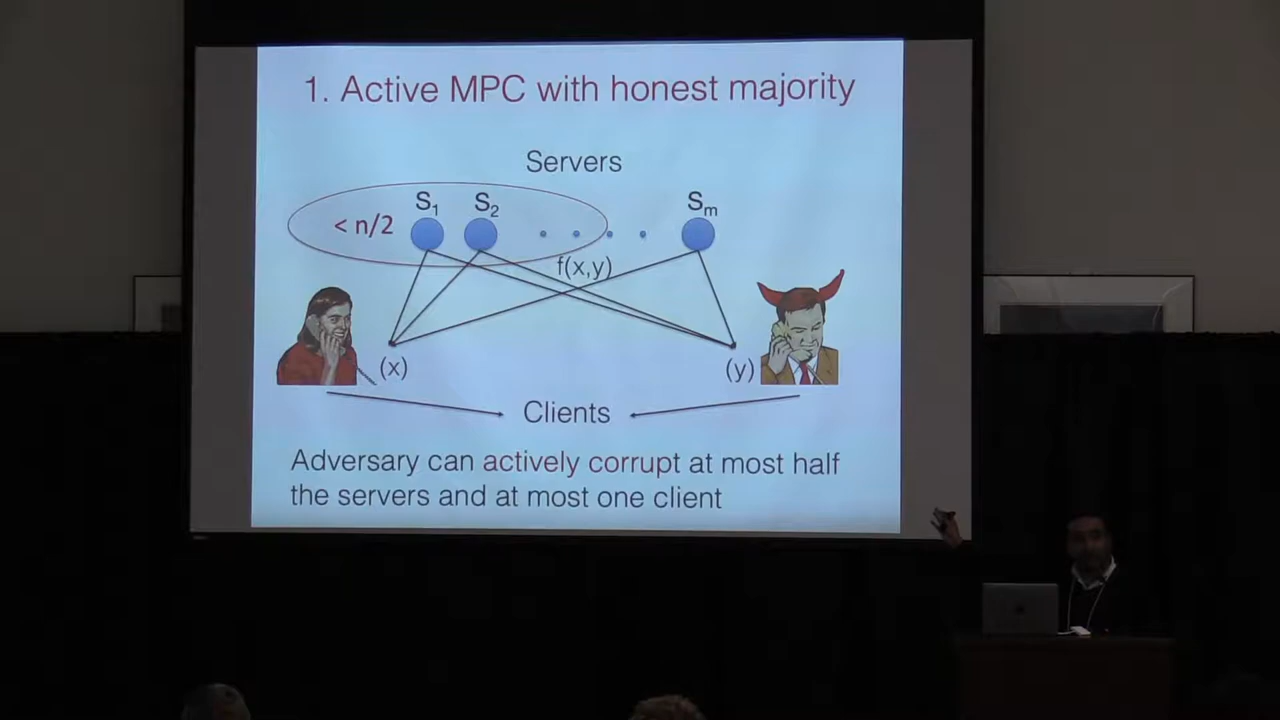 1. Active MPC with honest majority
Servers
< n/2
S1
S2
Sm
f(x,y)
(x)
(y)
Clients
Adversary can actively corrupt at most half
the servers and at most one client